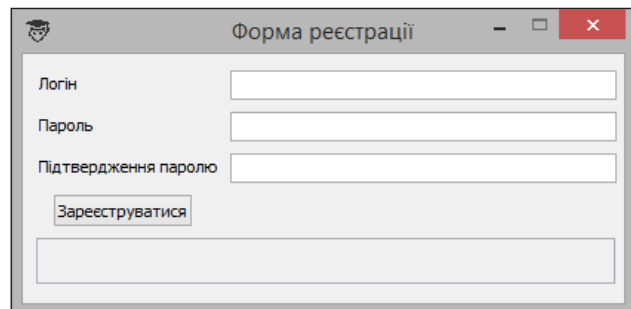 Форма реєстрації
Логін
Пароль
Підтвердження паролю
Зареєструватися